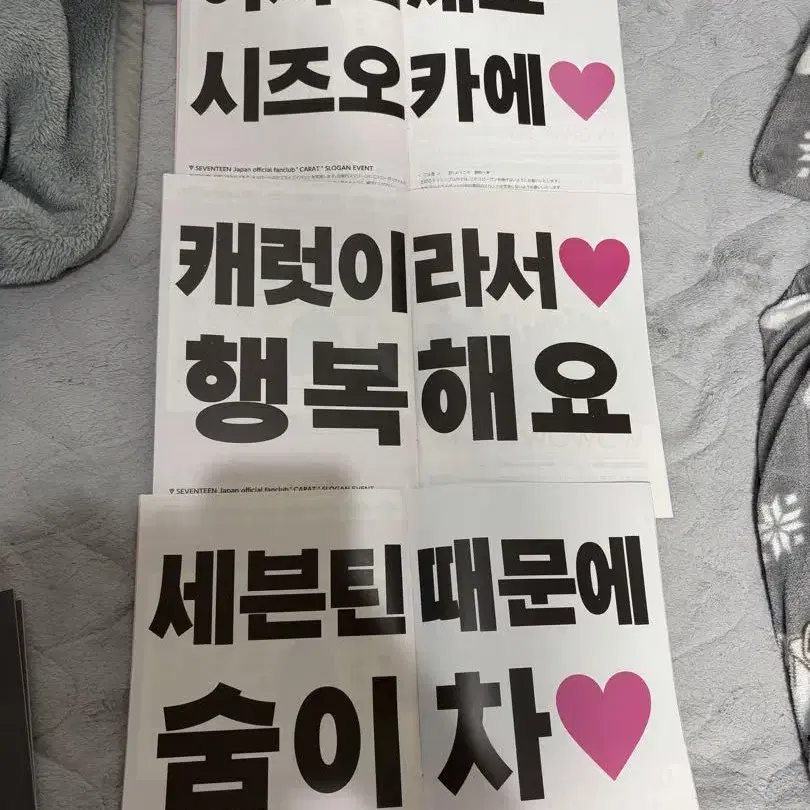 시즈오카에♥
▼ SEVENTEEN Japan official fanclub" CARAT " SLOGAN EVENT
캐럿이라서♥
행복해요
▼ SEVENTEEN Japan official fanclub" CARAT " SLOGAN EVENT
세븐틴 때문에
숨이차♥